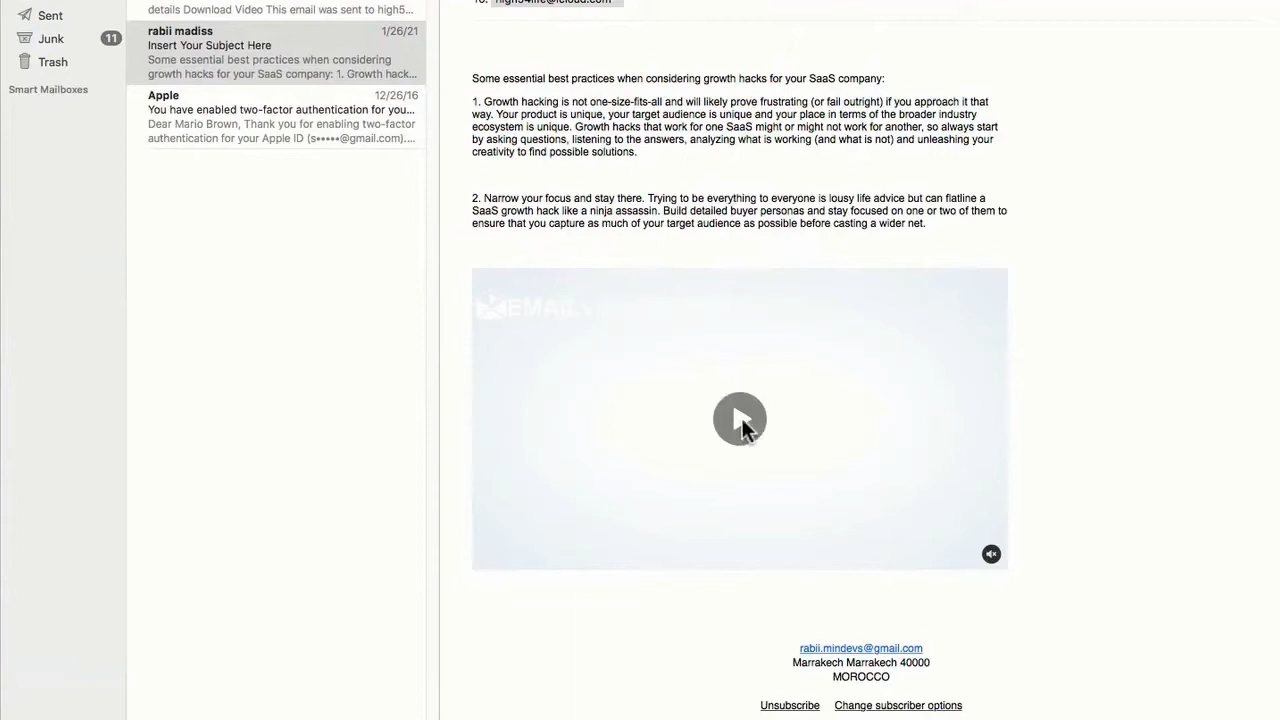 Sent
Junk
11
Trash
Smart Mailboxes
details Download Video This email was sent to high5...
rabii madiss
1/26/21
Insert Your Subject Here
Some essential best practices when considering
growth hacks for your SaaS company: 1. Growth hack...
Apple
12/26/16
You have enabled two-factor authentication for you...
Dear Mario Brown, Thank you for enabling two-factor
authentication for your Apple ID (s•••••@gmail.com)....
Some essential best practices when considering growth hacks for your SaaS company:
1. Growth hacking is not one-size-fits-all and will likely prove frustrating (or fail outright) if you approach it that
way. Your product is unique, your target audience is unique and your place in terms of the broader industry
ecosystem is unique. Growth hacks that work for one SaaS might or might not work for another, so always start
by asking questions, listening to the answers, analyzing what is working (and what is not) and unleashing your
creativity to find possible solutions.
2. Narrow your focus and stay there. Trying to be everything to everyone is lousy life advice but can flatline a
SaaS growth hack like a ninja assassin. Build detailed buyer personas and stay focused on one or two of them to
ensure that you capture as much of your target audience as possible before casting a wider net.
EMAIL
rabii.mindevs@gmail.com
Marrakech Marrakech 40000
MOROCCO
Unsubscribe Change subscriber options